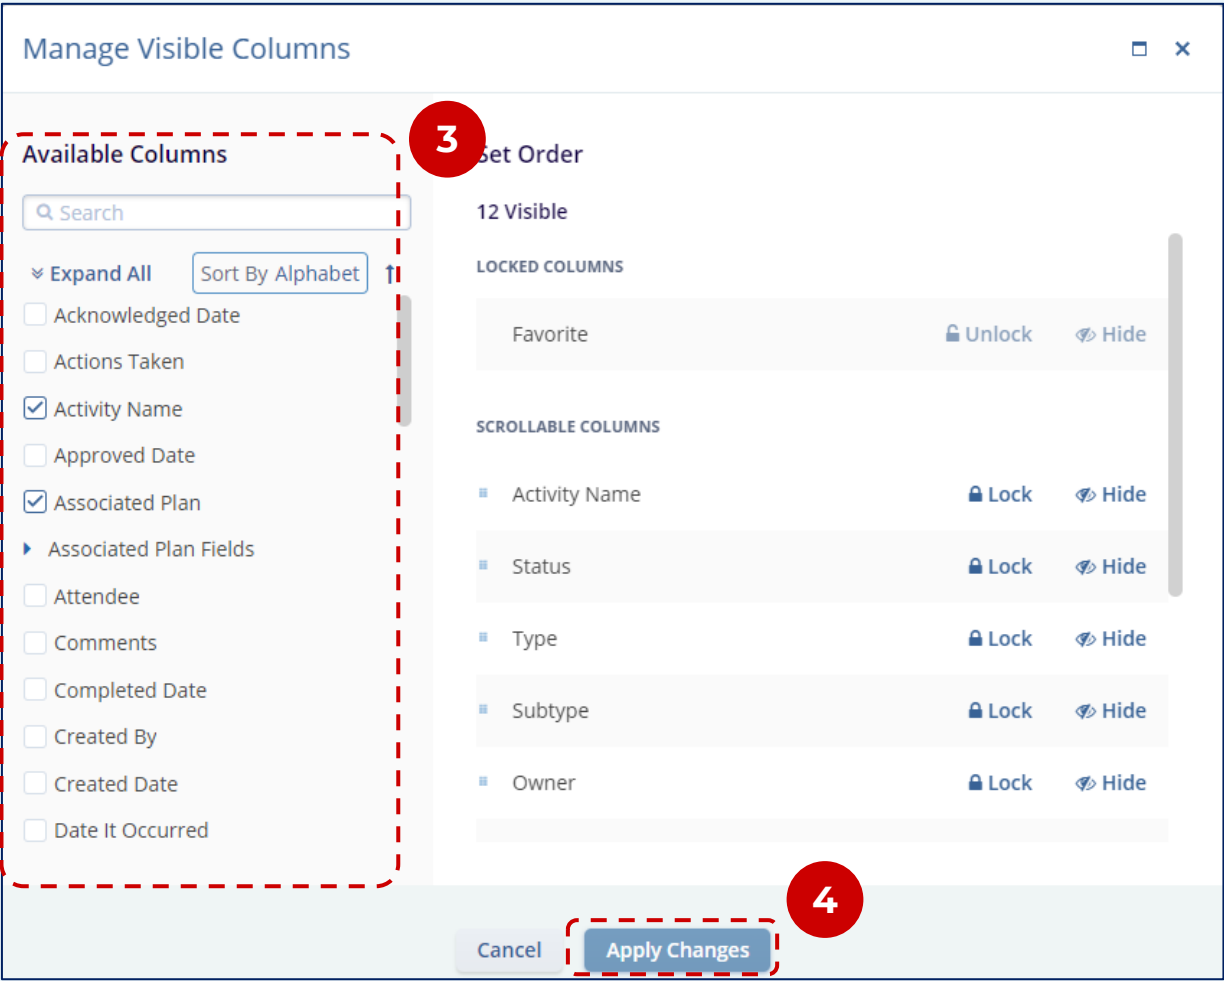 Manage Visible Columns
3
Available Columns
Search
Expand All
Sort By Alphabet
Acknowledged Date
Actions Taken
Activity Name
Approved Date
Associated Plan
Associated Plan Fields
Attendee
Comments
Completed Date
Created By
Created Date
Date It Occurred
Set Order
12 Visible
LOCKED COLUMNS
Favorite Unlock Hide
SCROLLABLE COLUMNS
Activity Name Lock Hide
Status Lock Hide
Type Lock Hide
Subtype Lock Hide
Owner Lock Hide
4
Cancel
Apply Changes